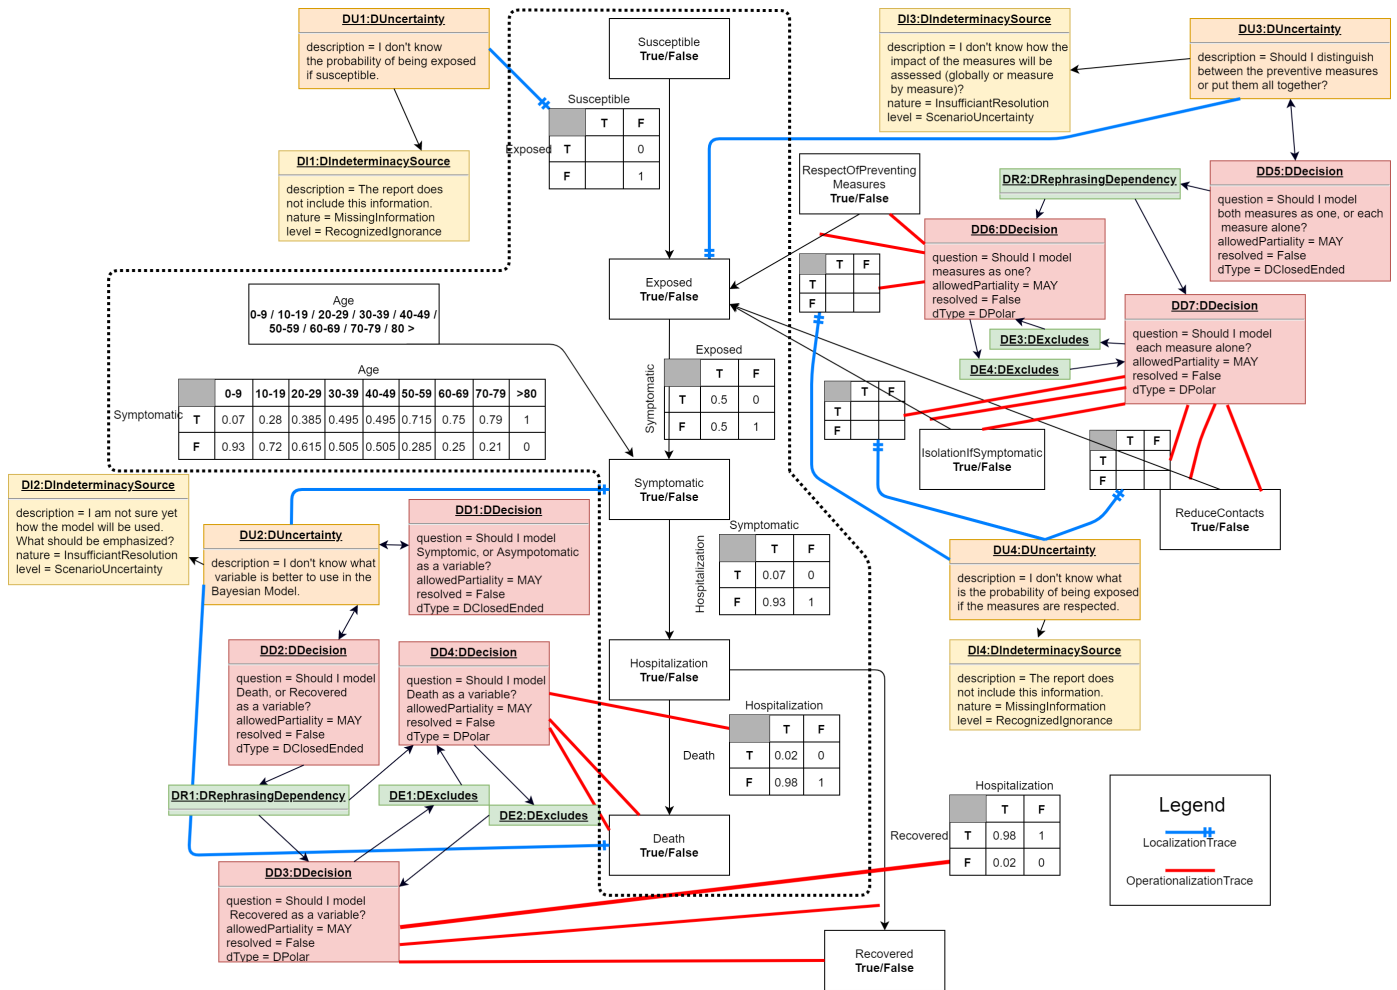 DU1:DUncertainty
description = I don't know
the probability of being exposed
if susceptible.
DI1:DIndeterminacySource
description = The report does
not include this information.
nature = MissingInformation
level = RecognizedIgnorance
Susceptible
True/False
Susceptible
T F
Exposed
T 0
F 1
DI3:DIndeterminacySource
description = I don't know how the
impact of the measures will be
assessed (globally or measure
by measure)?
nature = InsufficiantResolution
level = ScenarioUncertainty
DU3:DUncertainty
description = Should I distinguish
between the preventive measures
or put them all together?
RespectOfPreventing
Measures
True/False
DR2:DRephrasingDependency
DD5:DDecision
question = Should I model
both measures as one, or each
measure alone?
allowedPartiality = MAY
resolved = False
dType = DClosedEnded
DD6:DDecision
question = Should I model
measures as one?
allowedPartiality = MAY
resolved = False
dType = DPolar
T F
T
F
Exposed
True/False
DD7:DDecision
question = Should I model
each measure alone?
allowedPartiality = MAY
resolved = False
dType = DPolar
DE3:DExcludes
DE4:DExcludes
Age
0-9 / 10-19 / 20-29 / 30-39 / 40-49 /
50-59 / 60-69 / 70-79 / 80 >
Age
0-9 10-19 20-29 30-39 40-49 50-59 60-69 70-79 >80
Symptomatic
T 0.07 0.28 0.385 0.495 0.495 0.715 0.75 0.79 1
F 0.93 0.72 0.615 0.505 0.505 0.285 0.25 0.21 0
Exposed
T F
Symptomatic
T 0.5 0
F 0.5 1
T F
T
F
IsolationIfSymptomatic
True/False
T F
T
F
ReduceContacts
True/False
DI2:DIndeterminacySource
description = I am not sure yet
how the model will be used.
What should be emphasized?
nature = InsufficiantResolution
level = ScenarioUncertainty
DU2:DUncertainty
description = I don't know what
variable is better to use in the
Bayesian Model.
DD1:DDecision
question = Should I model
Symptomic, or Asympotomatic
as a variable?
allowedPartiality = MAY
resolved = False
dType = DClosedEnded
Symptomatic
True/False
Symptomatic
T F
Hospitalization
T 0.07 0
F 0.93 1
DU4:DUncertainty
description = I don't know what
is the probability of being exposed
if the measures are respected.
DI4:DIndeterminacySource
description = The report does
not include this information.
nature = MissingInformation
level = RecognizedIgnorance
DD2:DDecision
question = Should I model
Death, or Recovered
as a variable?
allowedPartiality = MAY
resolved = False
dType = DClosedEnded
DD4:DDecision
question = Should I model
Death as a variable?
allowedPartiality = MAY
resolved = False
dType = DPolar
Hospitalization
True/False
Hospitalization
T F
Death
T 0.02 0
F 0.98 1
DR1:DRephrasingDependency
DE1:DExcludes
DE2:DExcludes
Death
True/False
Hospitalization
T F
Recovered
T 0.98 1
F 0.02 0
DD3:DDecision
question = Should I model
Recovered as a variable?
allowedPartiality = MAY
resolved = False
dType = DPolar
Recovered
True/False
Legend
LocalizationTrace
OperationalizationTrace